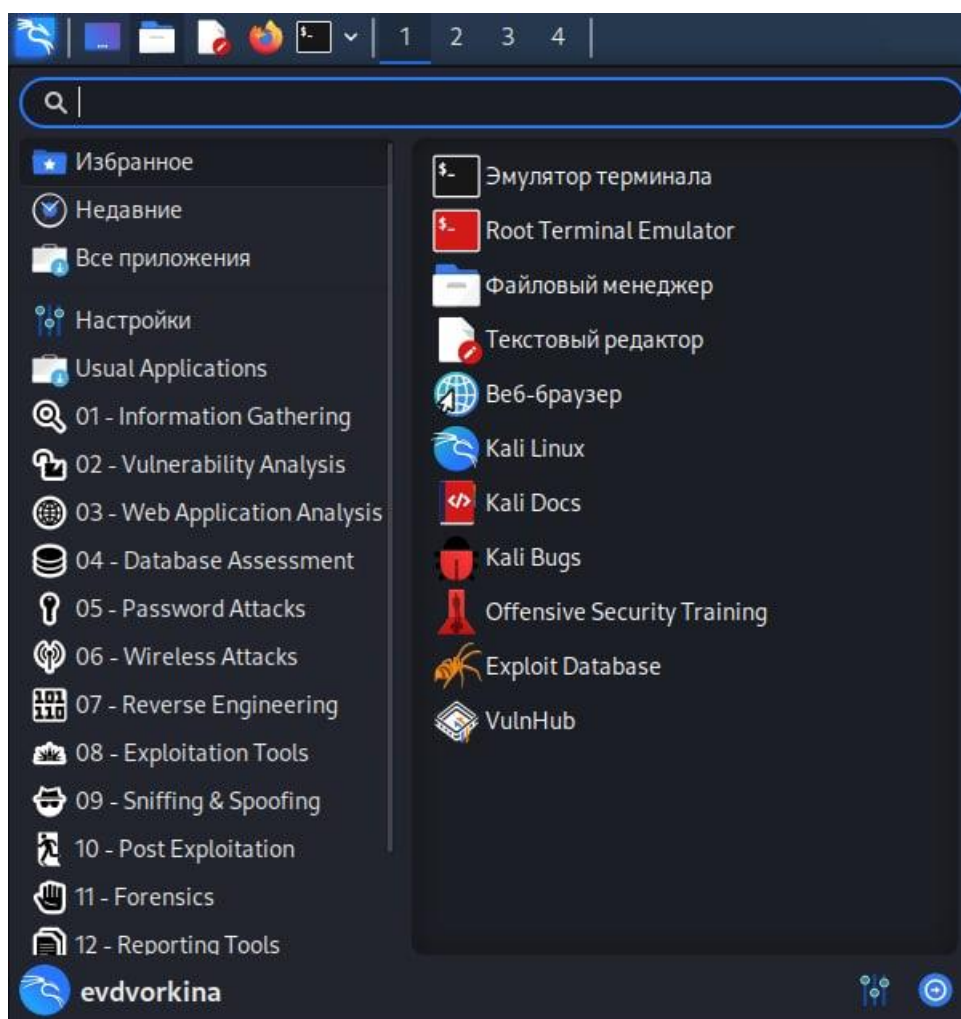 1 2 3 4
Избранное
Недавние
Все приложения
Настройки
Usual Applications
01 - Information Gathering
02 - Vulnerability Analysis
03 - Web Application Analysis
04 - Database Assessment
05 - Password Attacks
06 - Wireless Attacks
07 - Reverse Engineering
08 - Exploitation Tools
09 - Sniffing & Spoofing
10 - Post Exploitation
11 - Forensics
12 - Reporting Tools
Эмулятор терминала
Root Terminal Emulator
Файловый менеджер
Текстовый редактор
Веб-браузер
Kali Linux
Kali Docs
Kali Bugs
Offensive Security Training
Exploit Database
VulnHub
evdvorkina